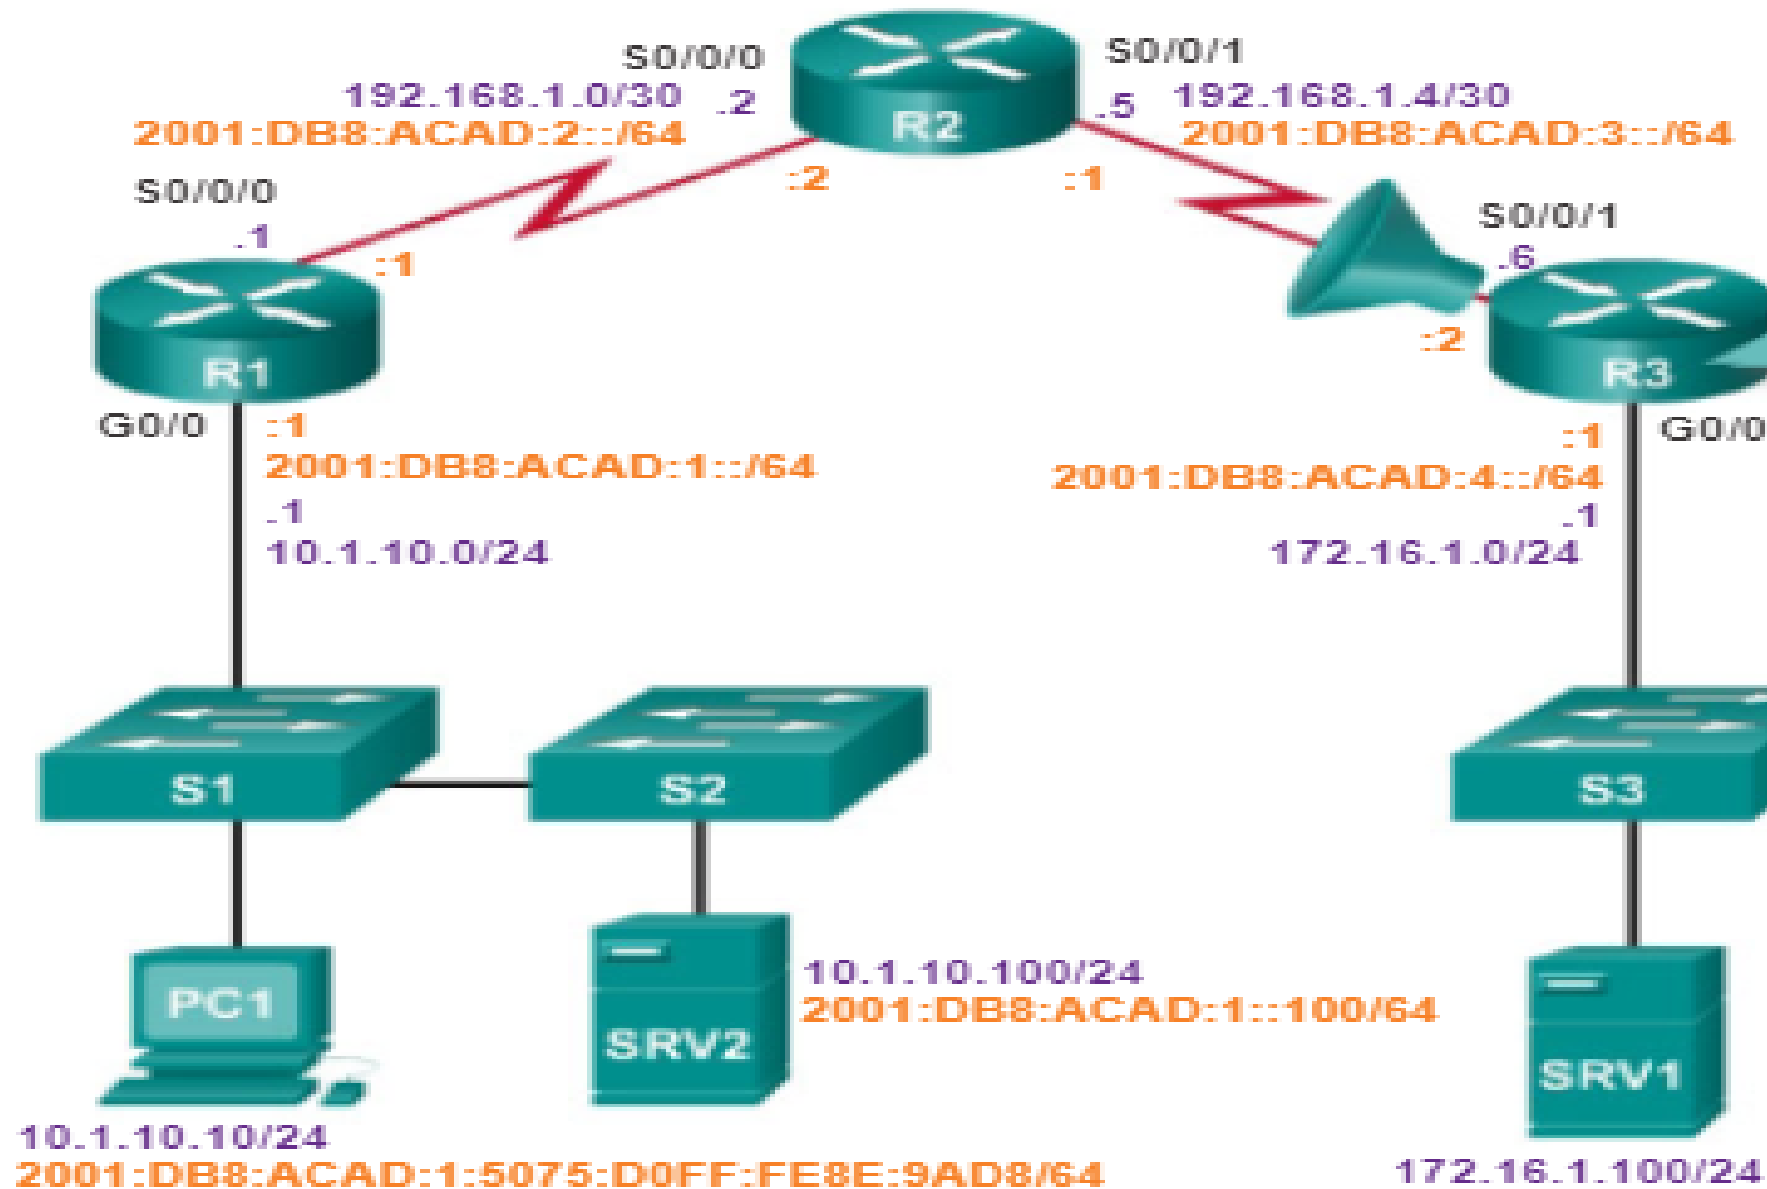 S0/0/0
S0/0/1
192.168.1.0/30
.2
R2
.5
192.168.1.4/30
2001:DB8:ACAD:2::/64
2001:DB8:ACAD:3::/64
:2
:1
S0/0/0
.1
:1
S0/0/1
.6
:2
R1
R3
G0/0
:1
2001:DB8:ACAD:1::/64
.1
10.1.10.0/24
:1
G0/0
2001:DB8:ACAD:4::/64
.1
172.16.1.0/24
S1
S2
S3
PC1
SRV2
10.1.10.100/24
2001:DB8:ACAD:1::100/64
SRV1
10.1.10.10/24
2001:DB8:ACAD:1:5075:D0FF:FE8E:9AD8/64
172.16.1.100/24